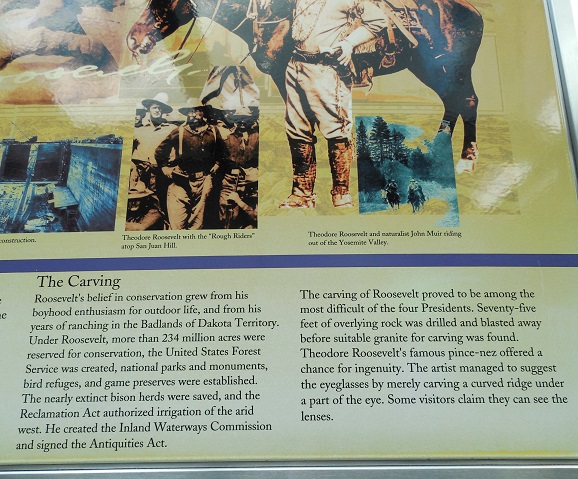 construction.
Theodore Roosevelt with the "Rough Riders"
atop San Juan Hill.
Theodore Roosevelt and naturalist John Muir riding
out of the Yosemite Valley.
The Carving
Roosevelt's belief in conservation grew from his
boyhood enthusiasm for outdoor life, and from his
years of ranching in the Badlands of Dakota Territory.
Under Roosevelt, more than 234 million acres were
reserved for conservation, the United States Forest
Service was created, national parks and monuments,
bird refuges, and game preserves were established.
The nearly extinct bison herds were saved, and the
Reclamation Act authorized irrigation of the arid
west. He created the Inland Waterways Commission
and signed the Antiquities Act.
The carving of Roosevelt proved to be among the
most difficult of the four Presidents. Seventy-five
feet of overlying rock was drilled and blasted away
before suitable granite for carving was found.
Theodore Roosevelt's famous pince-nez offered a
chance for ingenuity. The artist managed to suggest
the eyeglasses by merely carving a curved ridge under
a part of the eye. Some visitors claim they can see the
lenses.